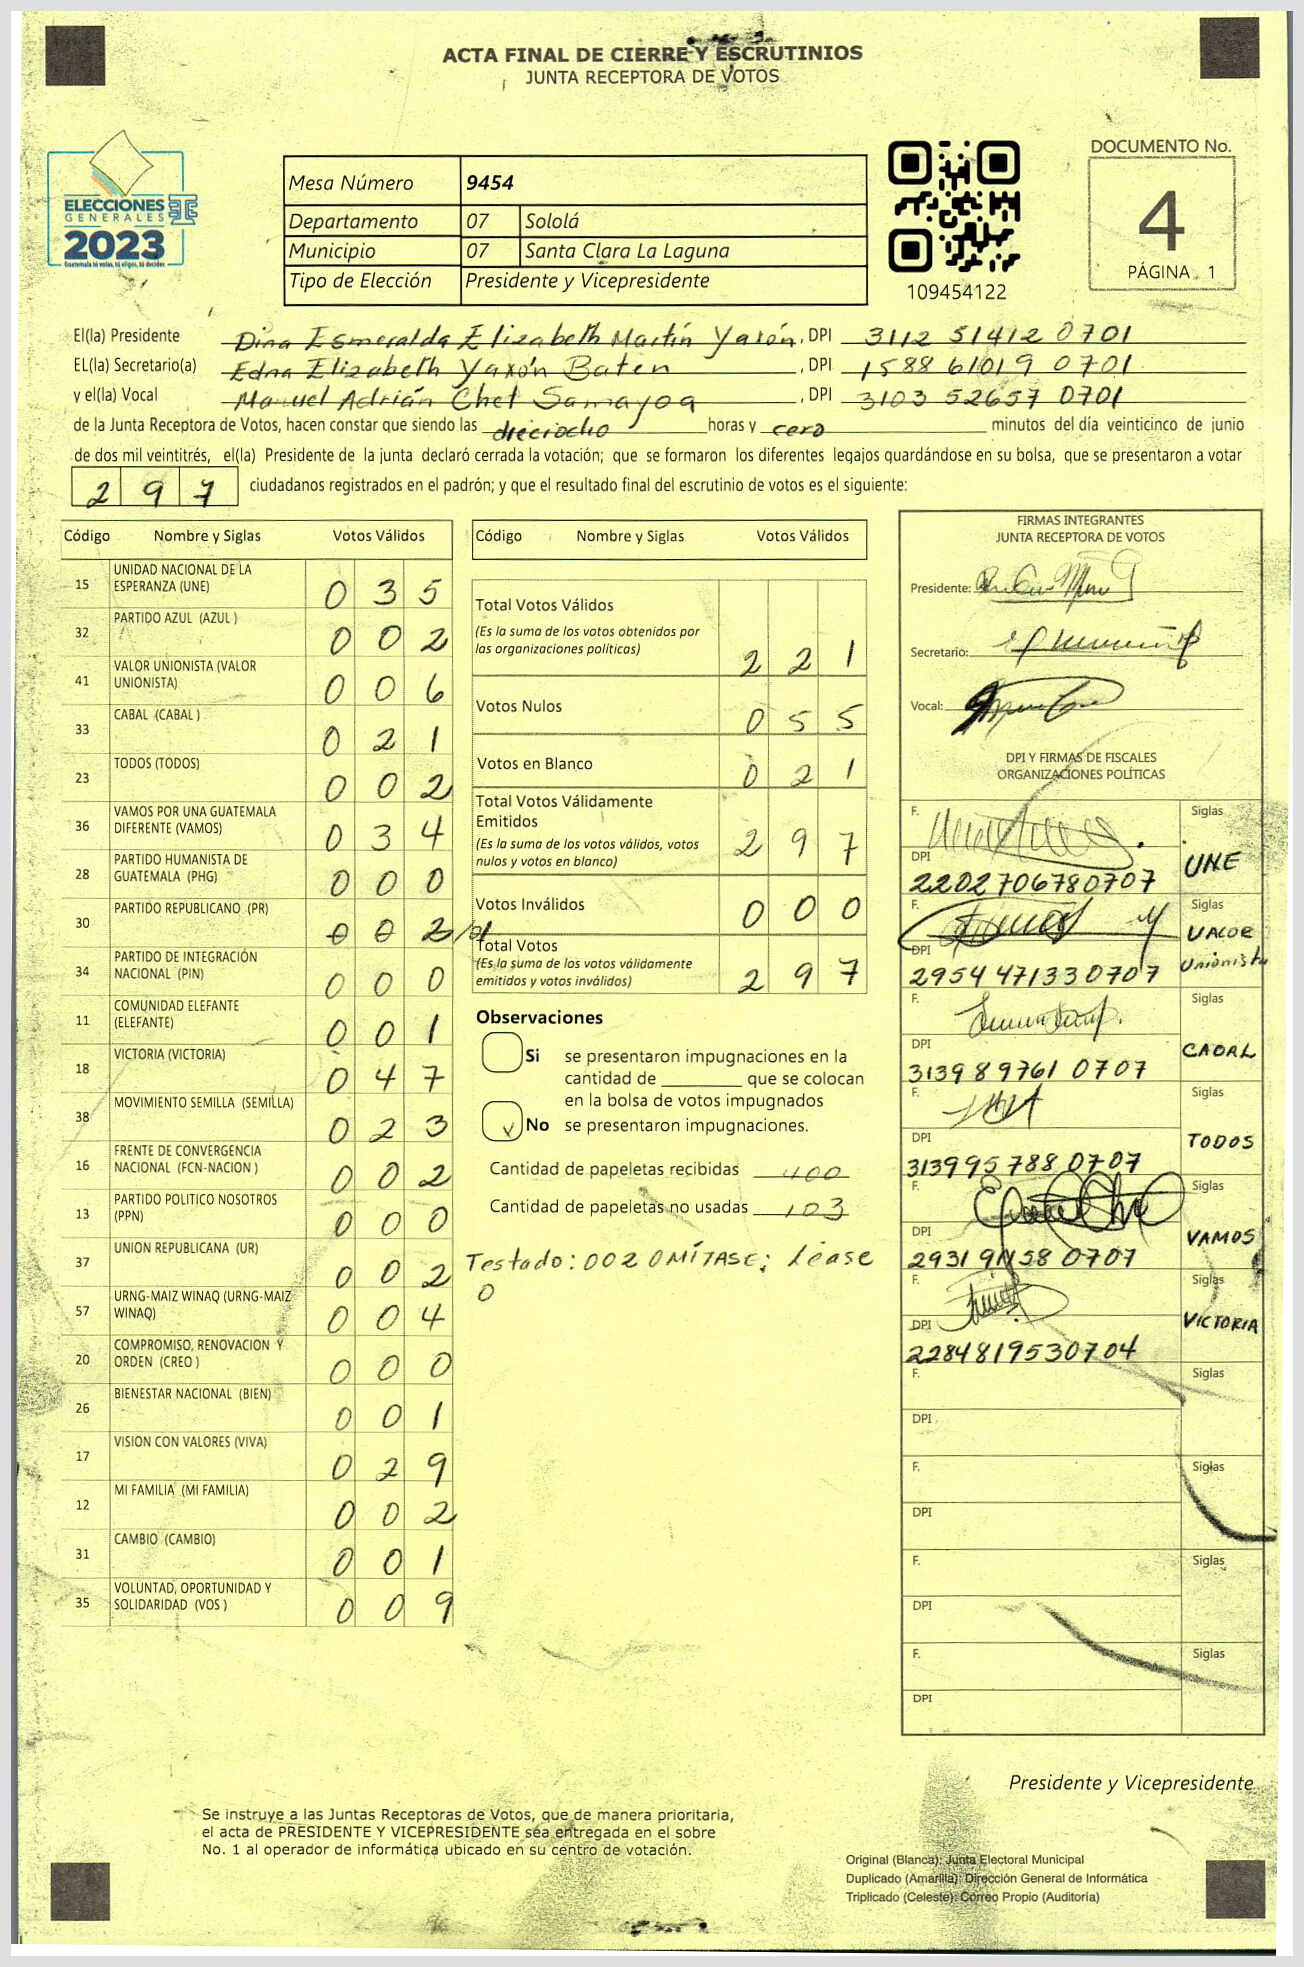 ACTA FINAL DE CIERRE Y ESCRUTINIOS
JUNTA RECEPTORA DE VOTOS
ELECCIONES
GENERALES
2023
Guatemala tú votas, tú eliges, tú decides
Mesa Número 9454
Departamento 07 Sololá
Municipio 07 Santa Clara La Laguna
Tipo de Elección Presidente y Vicepresidente
109454122
DOCUMENTO No.
4
PÁGINA 1
El(la) Presidente Dina Esmeralda Elizabeth Martín Yaxón, DPI 3112 51412 0701
EL(la) Secretario(a) Edna Elizabeth Yaxón Baten, DPI 1588 61019 0701
y el(la) Vocal Manuel Adrián Chet Samayoa, DPI 3103 52657 0701
de la Junta Receptora de Votos, hacen constar que siendo las dieciocho horas y cero minutos del día veinticinco de junio
de dos mil veintitrés, el(la) Presidente de la junta declaró cerrada la votación; que se formaron los diferentes legajos guardándose en su bolsa, que se presentaron a votar
297 ciudadanos registrados en el padrón; y que el resultado final del escrutinio de votos es el siguiente:
Código Nombre y Siglas Votos Válidos
15 UNIDAD NACIONAL DE LA ESPERANZA (UNE) 0 3 5
32 PARTIDO AZUL (AZUL ) 0 0 2
41 VALOR UNIONISTA (VALOR UNIONISTA) 0 0 6
33 CABAL (CABAL ) 0 2 1
23 TODOS (TODOS) 0 0 2
36 VAMOS POR UNA GUATEMALA DIFERENTE (VAMOS) 0 3 4
28 PARTIDO HUMANISTA DE GUATEMALA (PHG) 0 0 0
30 PARTIDO REPUBLICANO (PR) 0 0 2
34 PARTIDO DE INTEGRACIÓN NACIONAL (PIN) 0 0 0
11 COMUNIDAD ELEFANTE (ELEFANTE) 0 0 1
18 VICTORIA (VICTORIA) 0 4 7
38 MOVIMIENTO SEMILLA (SEMILLA) 0 2 3
16 FRENTE DE CONVERGENCIA NACIONAL (FCN-NACION ) 0 0 2
13 PARTIDO POLITICO NOSOTROS (PPN) 0 0 0
37 UNION REPUBLICANA (UR) 0 0 2
57 URNG-MAIZ WINAQ (URNG-MAIZ WINAQ) 0 0 4
20 COMPROMISO, RENOVACION Y ORDEN (CREO ) 0 0 0
26 BIENESTAR NACIONAL (BIEN) 0 0 1
17 VISION CON VALORES (VIVA) 0 2 9
12 MI FAMILIA (MI FAMILIA) 0 0 2
31 CAMBIO (CAMBIO) 0 0 1
35 VOLUNTAD, OPORTUNIDAD Y SOLIDARIDAD (VOS ) 0 0 9
Código Nombre y Siglas Votos Válidos
Total Votos Válidos 2 2 1
(Es la suma de los votos obtenidos por
las organizaciones políticas)
Votos Nulos 0 5 5
Votos en Blanco 0 2 1
Total Votos Válidamente
Emitidos 2 9 7
(Es la suma de los votos válidos, votos
nulos y votos en blanco)
Votos Inválidos 0 0 0
Total Votos 2 9 7
(Es la suma de los votos válidamente
emitidos y votos inválidos)
Observaciones
Si se presentaron impugnaciones en la
cantidad de ________ que se colocan
en la bolsa de votos impugnados
No se presentaron impugnaciones.
Cantidad de papeletas recibidas 400
Cantidad de papeletas no usadas 103
Testado: 002 OMÍTASE; Léase
0
FIRMAS INTEGRANTES
JUNTA RECEPTORA DE VOTOS
Presidente:
Secretario:
Vocal:
DPI Y FIRMAS DE FISCALES
ORGANIZACIONES POLÍTICAS
F. Siglas
UNE
DPI
2202706780707
F. Siglas
VALOR
Unionista
DPI
2954 471330707
F. Siglas
CABAL
DPI
313989761 0707
F. Siglas
TODOS
DPI
313995788 0707
F. Siglas
VAMOS
DPI
293191158 0707
F. Siglas
VICTORIA
DPI
2284819530704
F. Siglas
DPI
F. Siglas
DPI
F. Siglas
DPI
F. Siglas
DPI
Presidente y Vicepresidente
Se instruye a las Juntas Receptoras de Votos, que de manera prioritaria,
el acta de PRESIDENTE Y VICEPRESIDENTE sea entregada en el sobre
No. 1 al operador de informática ubicado en su centro de votación.
Original (Blanca): Junta Electoral Municipal
Duplicado (Amarilla): Dirección General de Informática
Triplicado (Celeste): Correo Propio (Auditoría)